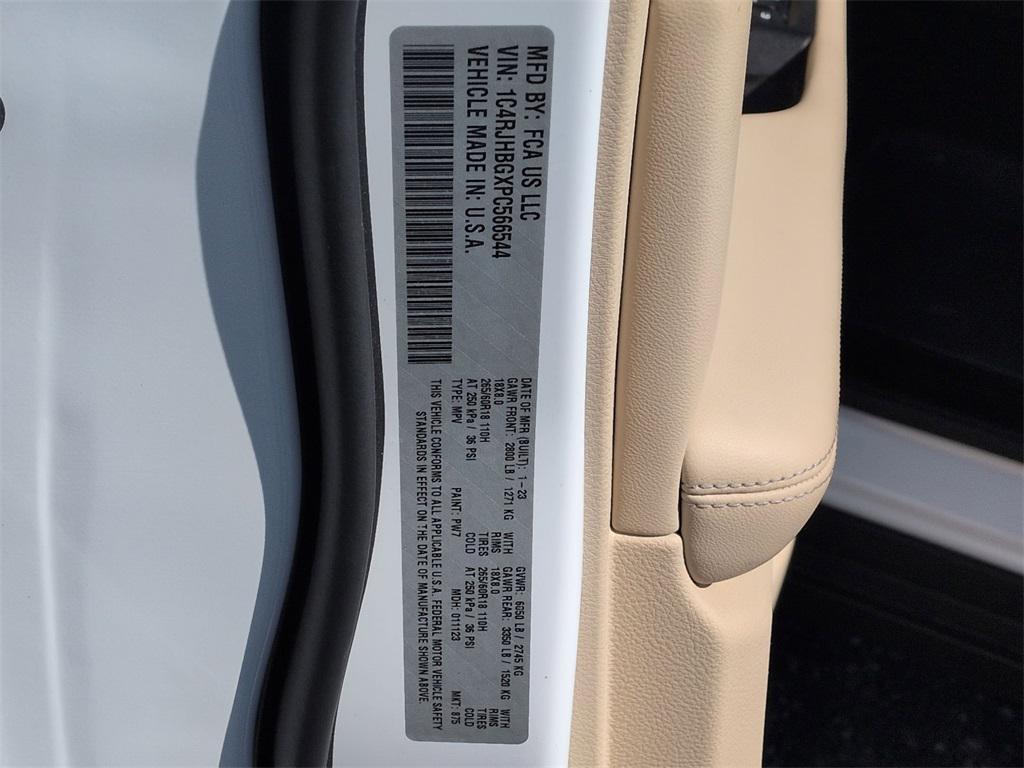 MFD BY: FCA US LLC
VIN: 1C4RJHBGXPC566544
VEHICLE MADE IN: U.S.A.
DATE OF MFR (BUILT): 1-23 GVWR: 6050 LB / 2745 KG
GAWR FRONT: 2800 LB / 1271 KG WITH GAWR REAR: 3350 LB / 1520 KG WITH
18X8.0 RIMS 18X8.0 RIMS
265/60R18 110H TIRES 265/60R18 110H TIRES
AT 250 kPa / 36 PSI COLD AT 250 kPa / 36 PSI COLD
TYPE: MPV PAINT: PW7 MDH: 011123 MKT: 875
THIS VEHICLE CONFORMS TO ALL APPLICABLE U.S.A. FEDERAL MOTOR VEHICLE SAFETY
STANDARDS IN EFFECT ON THE DATE OF MANUFACTURE SHOWN ABOVE.